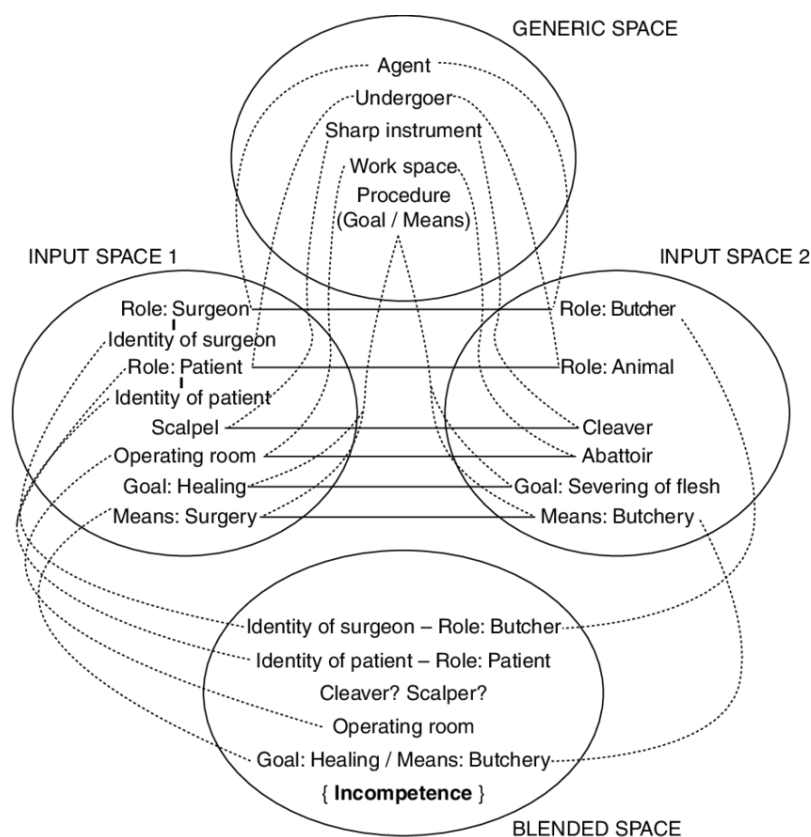 GENERIC SPACE
Agent
Undergoer
Sharp instrument
Work space
Procedure
(Goal / Means)
INPUT SPACE 1
Role: Surgeon
Identity of surgeon
Role: Patient
Identity of patient
Scalpel
Operating room
Goal: Healing
Means: Surgery
INPUT SPACE 2
Role: Butcher
Role: Animal
Cleaver
Abattoir
Goal: Severing of flesh
Means: Butchery
Identity of surgeon – Role: Butcher
Identity of patient – Role: Patient
Cleaver? Scalper?
Operating room
Goal: Healing / Means: Butchery
{ Incompetence }
BLENDED SPACE